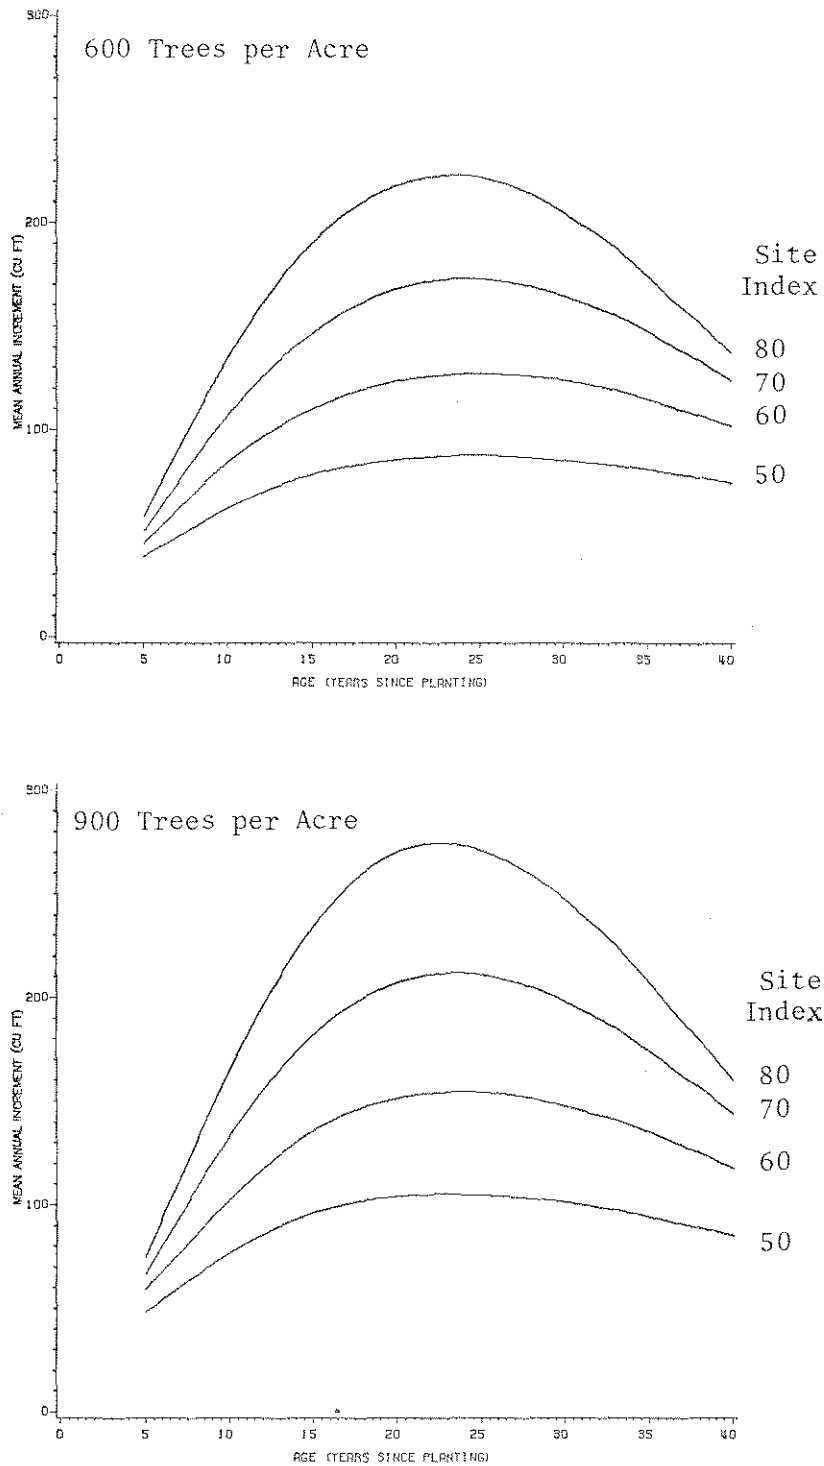 300
600 Trees per Acre
200
100
0
MEAN ANNUAL INCREMENT (CU FT)
Site
Index
80
70
60
50
0 5 10 15 20 25 30 35 40
AGE (YEARS SINCE PLANTING)
300
900 Trees per Acre
200
100
0
MEAN ANNUAL INCREMENT (CU FT)
Site
Index
80
70
60
50
0 5 10 15 20 25 30 35 40
AGE (YEARS SINCE PLANTING)